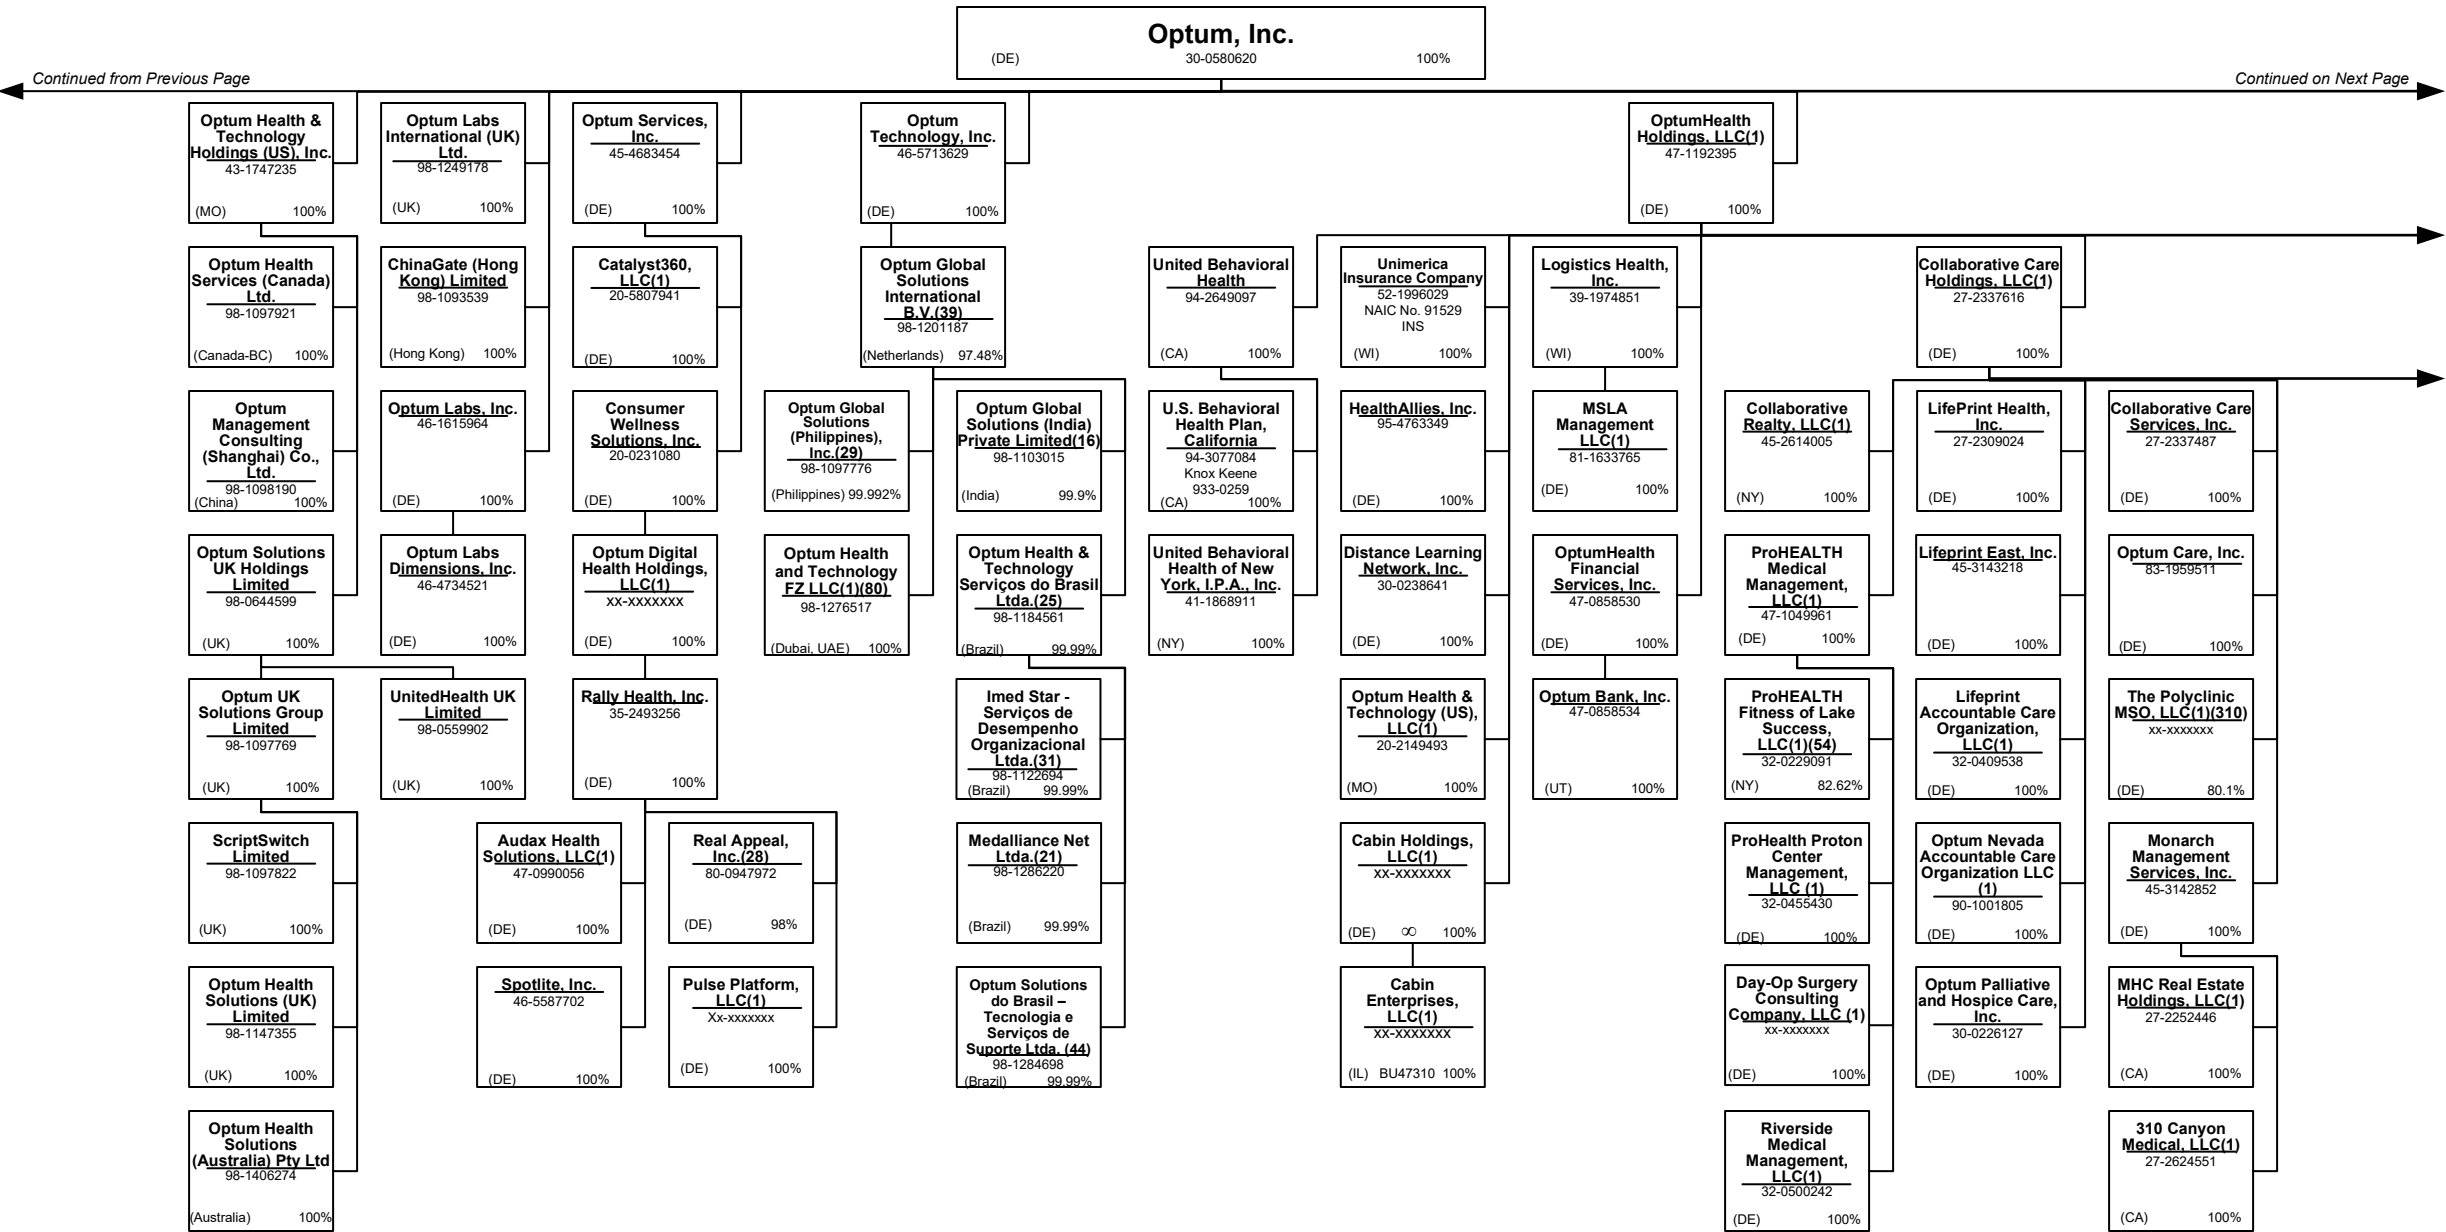 Optum, Inc.
(DE) 30-0580620 100%
Continued from Previous Page
Continued on Next Page
Optum Health &
Technology
Holdings (US), Inc.
43-1747235
(MO) 100%
Optum Labs
International (UK)
Ltd.
98-1249178
(UK) 100%
Optum Services,
Inc.
45-4683454
(DE) 100%
Optum
Technology, Inc.
46-5713629
(DE) 100%
OptumHealth
Holdings, LLC(1)
47-1192395
(DE) 100%
Optum Health
Services (Canada)
Ltd.
98-1097921
(Canada-BC) 100%
ChinaGate (Hong
Kong) Limited
98-1093539
(Hong Kong) 100%
Catalyst360,
LLC(1)
20-5807941
(DE) 100%
Optum Global
Solutions
International
B.V.(39)
98-1201187
(Netherlands) 97.48%
United Behavioral
Health
94-2649097
(CA) 100%
Unimerica
Insurance Company
52-1996029
NAIC No. 91529
INS
(WI) 100%
Logistics Health,
Inc.
39-1974851
(WI) 100%
Collaborative Care
Holdings, LLC(1)
27-2337616
(DE) 100%
Optum
Management
Consulting
(Shanghai) Co.,
Ltd.
98-1098190
(China) 100%
Optum Labs, Inc.
46-1615964
(DE) 100%
Consumer
Wellness
Solutions, Inc.
20-0231080
(DE) 100%
Optum Global
Solutions
(Philippines),
Inc.(29)
98-1097776
(Philippines) 99.992%
Optum Global
Solutions (India)
Private Limited(16)
98-1103015
(India) 99.9%
U.S. Behavioral
Health Plan,
California
94-3077084
Knox Keene
933-0259
(CA) 100%
HealthAllies, Inc.
95-4763349
(DE) 100%
MSLA
Management
LLC(1)
81-1633765
(DE) 100%
Collaborative
Realty, LLC(1)
45-2614005
(NY) 100%
LifePrint Health,
Inc.
27-2309024
(DE) 100%
Collaborative Care
Services, Inc.
27-2337487
(DE) 100%
Optum Solutions
UK Holdings
Limited
98-0644599
(UK) 100%
Optum Labs
Dimensions, Inc.
46-4734521
(DE) 100%
Optum Digital
Health Holdings,
LLC(1)
xx-xxxxxxx
(DE) 100%
Optum Health
and Technology
FZ LLC(1)(80)
98-1276517
(Dubai, UAE) 100%
Optum Health &
Technology
Serviços do Brasil
Ltda.(25)
98-1184561
(Brazil) 99.99%
United Behavioral
Health of New
York, I.P.A., Inc.
41-1868911
(NY) 100%
Distance Learning
Network, Inc.
30-0238641
(DE) 100%
OptumHealth
Financial
Services, Inc.
47-0858530
(DE) 100%
ProHEALTH
Medical
Management,
LLC(1)
47-1049961
(DE) 100%
Lifeprint East, Inc.
45-3143218
(DE) 100%
Optum Care, Inc.
83-1959511
(DE) 100%
Optum UK
Solutions Group
Limited
98-1097769
(UK) 100%
UnitedHealth UK
Limited
98-0559902
(UK) 100%
Rally Health, Inc.
35-2493256
(DE) 100%
Imed Star -
Serviços de
Desempenho
Organizacional
Ltda.(31)
98-1122694
(Brazil) 99.99%
Optum Health &
Technology (US),
LLC(1)
20-2149493
(MO) 100%
Optum Bank, Inc.
47-0858534
(UT) 100%
ProHEALTH
Fitness of Lake
Success,
LLC(1)(54)
32-0229091
(NY) 82.62%
Lifeprint
Accountable Care
Organization,
LLC(1)
32-0409538
(DE) 100%
The Polyclinic
MSO, LLC(1)(310)
xx-xxxxxxx
(DE) 80.1%
ScriptSwitch
Limited
98-1097822
(UK) 100%
Audax Health
Solutions, LLC(1)
47-0990056
(DE) 100%
Real Appeal,
Inc.(28)
80-0947972
(DE) 98%
Medalliance Net
Ltda.(21)
98-1286220
(Brazil) 99.99%
Cabin Holdings,
LLC(1)
xx-xxxxxxx
(DE) ∞ 100%
ProHealth Proton
Center
Management,
LLC (1)
32-0455430
(DE) 100%
Optum Nevada
Accountable Care
Organization LLC
(1)
90-1001805
(DE) 100%
Monarch
Management
Services, Inc.
45-3142852
(DE) 100%
Optum Health
Solutions (UK)
Limited
98-1147355
(UK) 100%
Spotlite, Inc.
46-5587702
(DE) 100%
Pulse Platform,
LLC(1)
Xx-xxxxxxx
(DE) 100%
Optum Solutions
do Brasil –
Tecnologia e
Serviços de
Suporte Ltda. (44)
98-1284698
(Brazil) 99.99%
Cabin
Enterprises,
LLC(1)
xx-xxxxxxx
(IL) BU47310 100%
Day-Op Surgery
Consulting
Company, LLC (1)
xx-xxxxxxx
(DE) 100%
Optum Palliative
and Hospice Care,
Inc.
30-0226127
(DE) 100%
MHC Real Estate
Holdings, LLC(1)
27-2252446
(CA) 100%
Optum Health
Solutions
(Australia) Pty Ltd
98-1406274
(Australia) 100%
Riverside
Medical
Management,
LLC(1)
32-0500242
(DE) 100%
310 Canyon
Medical, LLC(1)
27-2624551
(CA) 100%